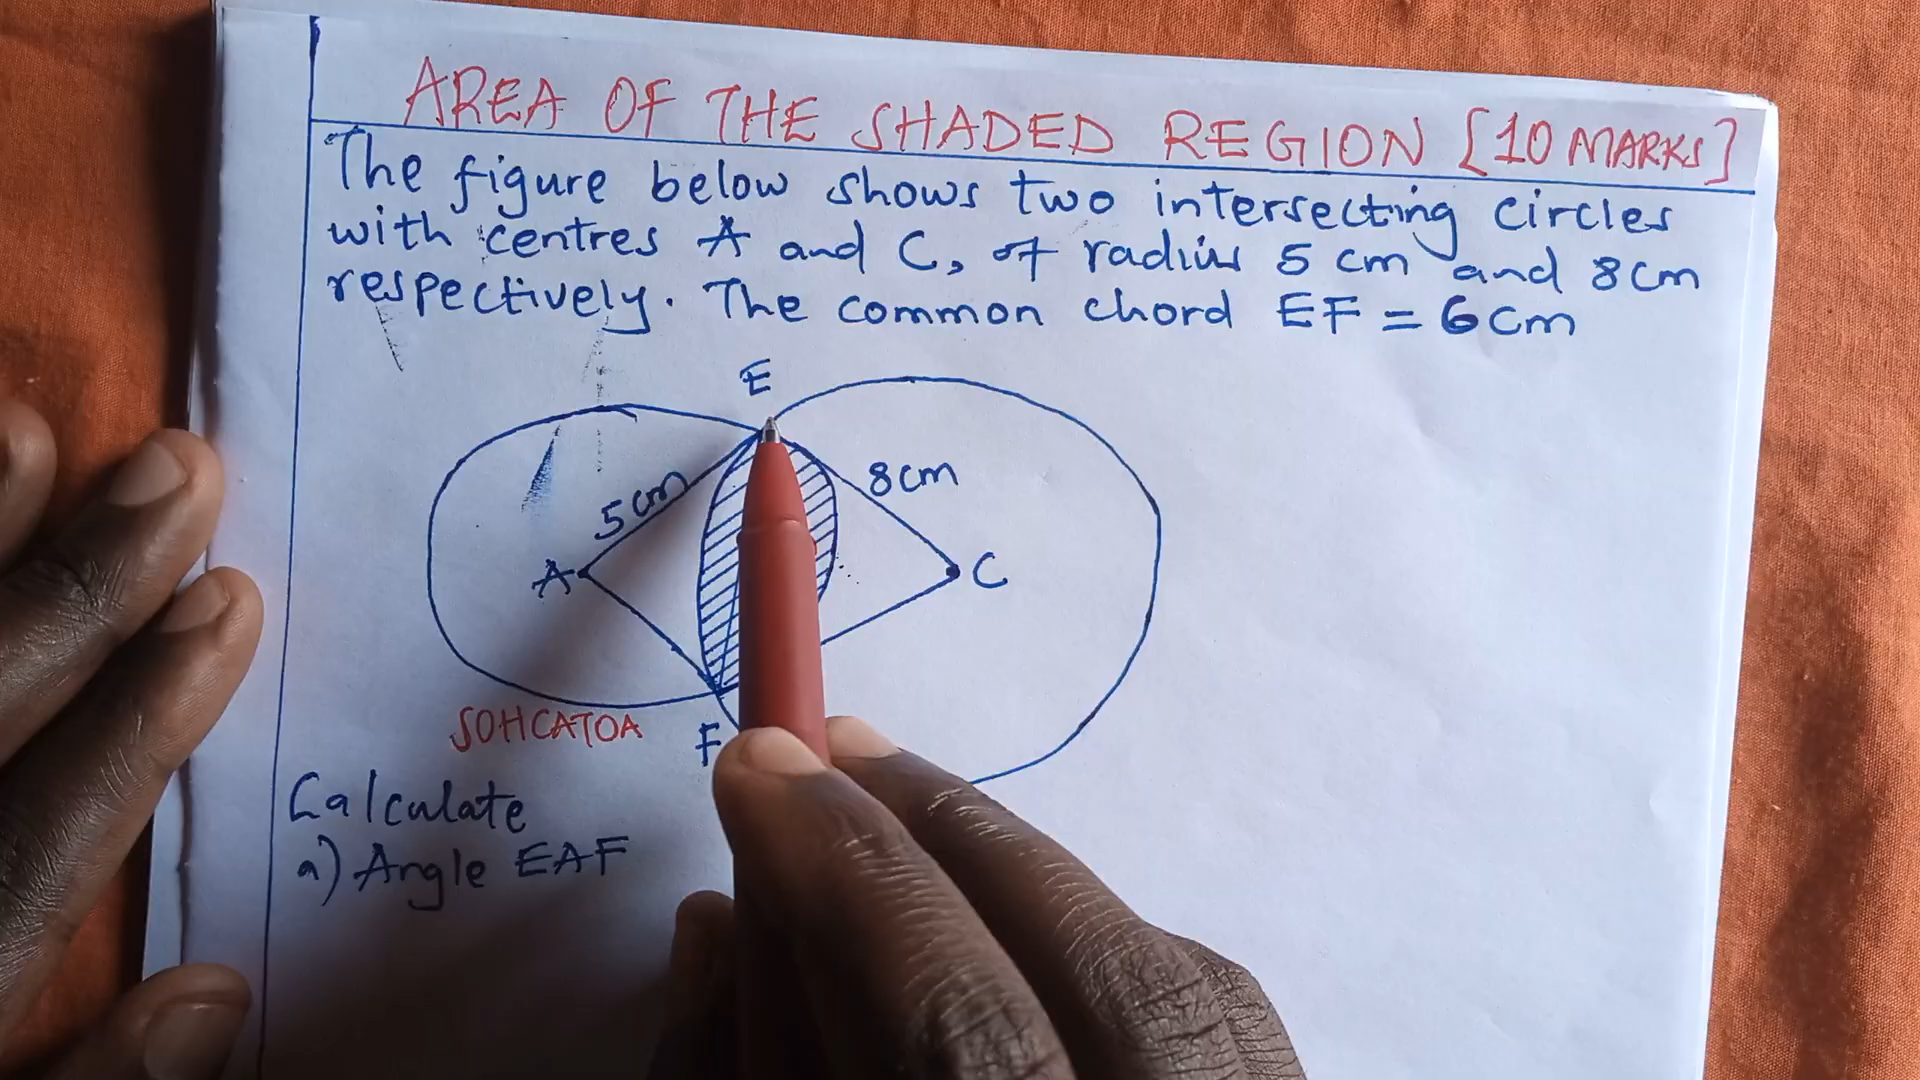 AREA OF THE SHADED REGION [10 MARKS]
The figure below shows two intersecting circles
with centres A and C, of radius 5 cm and 8cm
respectively. The common chord EF = 6cm
E
5cm
8cm
A
C
SOHCATOA
F
Calculate
a) Angle EAF